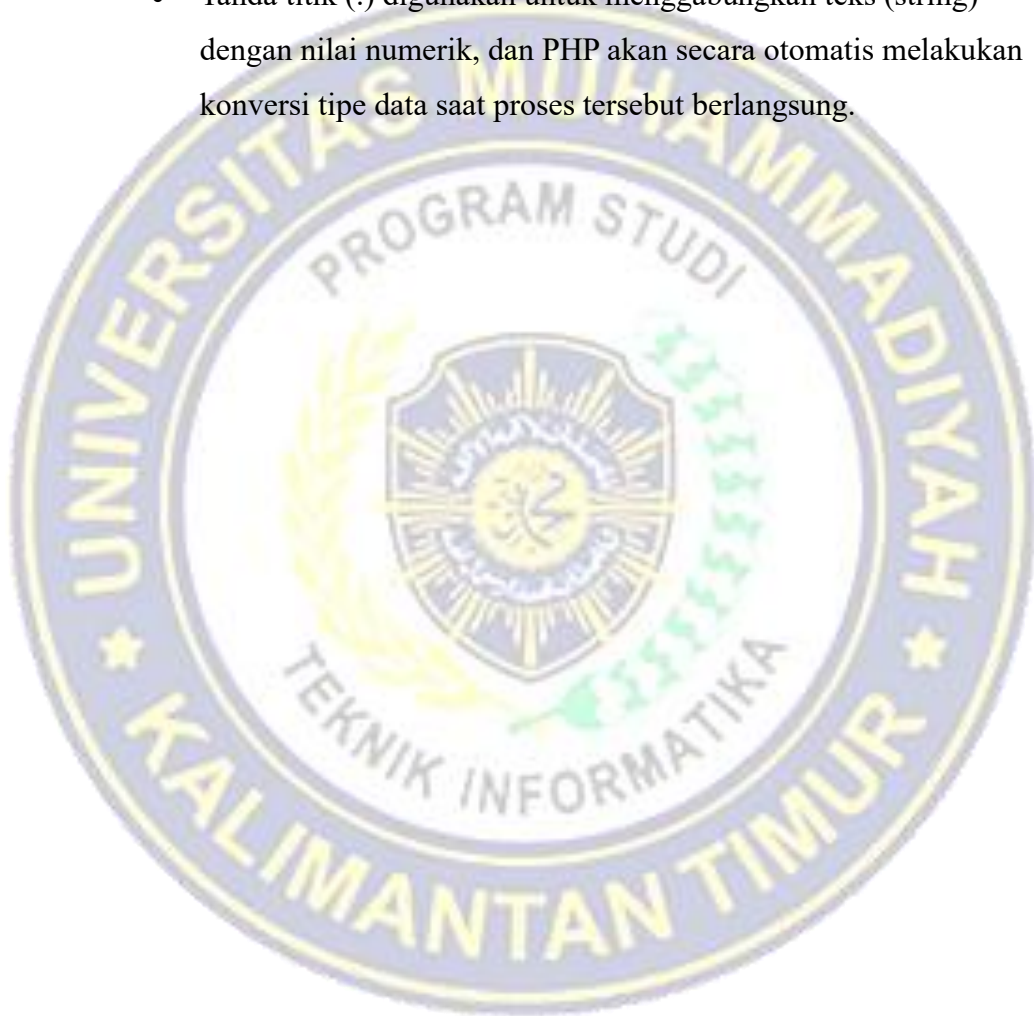 • Tanda titik (.) digunakan untuk menggabungkan teks (string)
dengan nilai numerik, dan PHP akan secara otomatis melakukan
konversi tipe data saat proses tersebut berlangsung.
UNIVERSITAS MUHAMMADIYAH
PROGRAM STUDI
TEKNIK INFORMATIKA
KALIMANTAN TIMUR